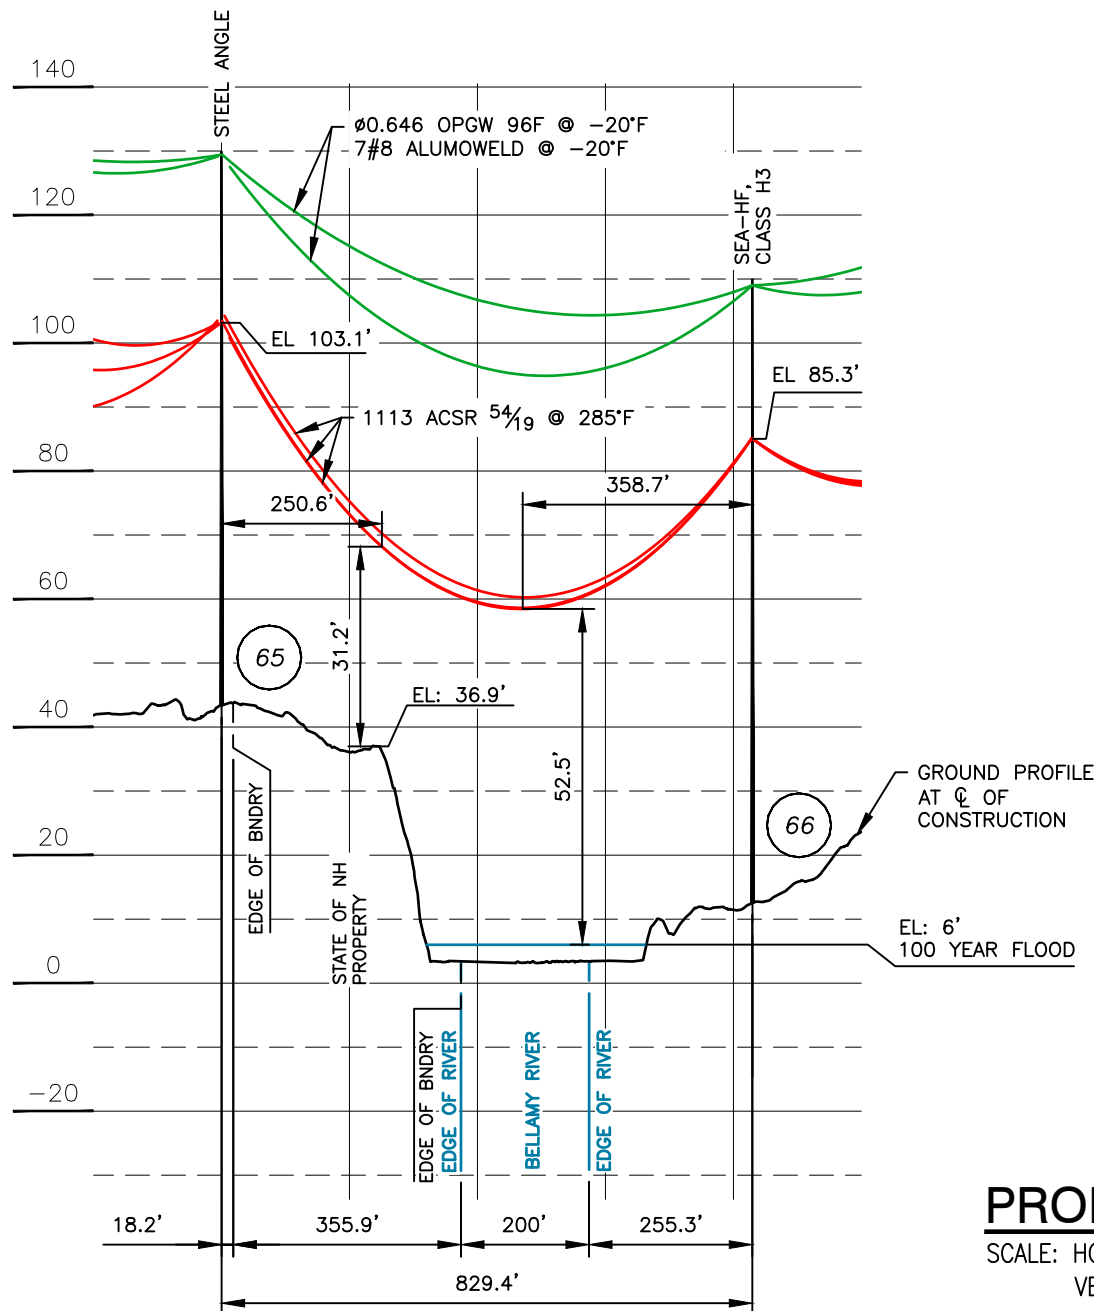 STEEL ANGLE
140
ø0.646 OPGW 96F @ -20°F
7#8 ALUMOWELD @ -20°F
120
SEA-HF,
CLASS H3
100
EL 103.1'
EL 85.3'
1113 ACSR 54/19 @ 285°F
80
358.7'
250.6'
60
31.2'
65
EL: 36.9'
40
52.5'
GROUND PROFILE
AT ℄ OF
CONSTRUCTION
66
20
EDGE OF BNDRY
STATE OF NH
PROPERTY
EL: 6'
100 YEAR FLOOD
0
EDGE OF BNDRY
EDGE OF RIVER
BELLAMY RIVER
EDGE OF RIVER
-20
18.2'
355.9'
200'
255.3'
829.4'